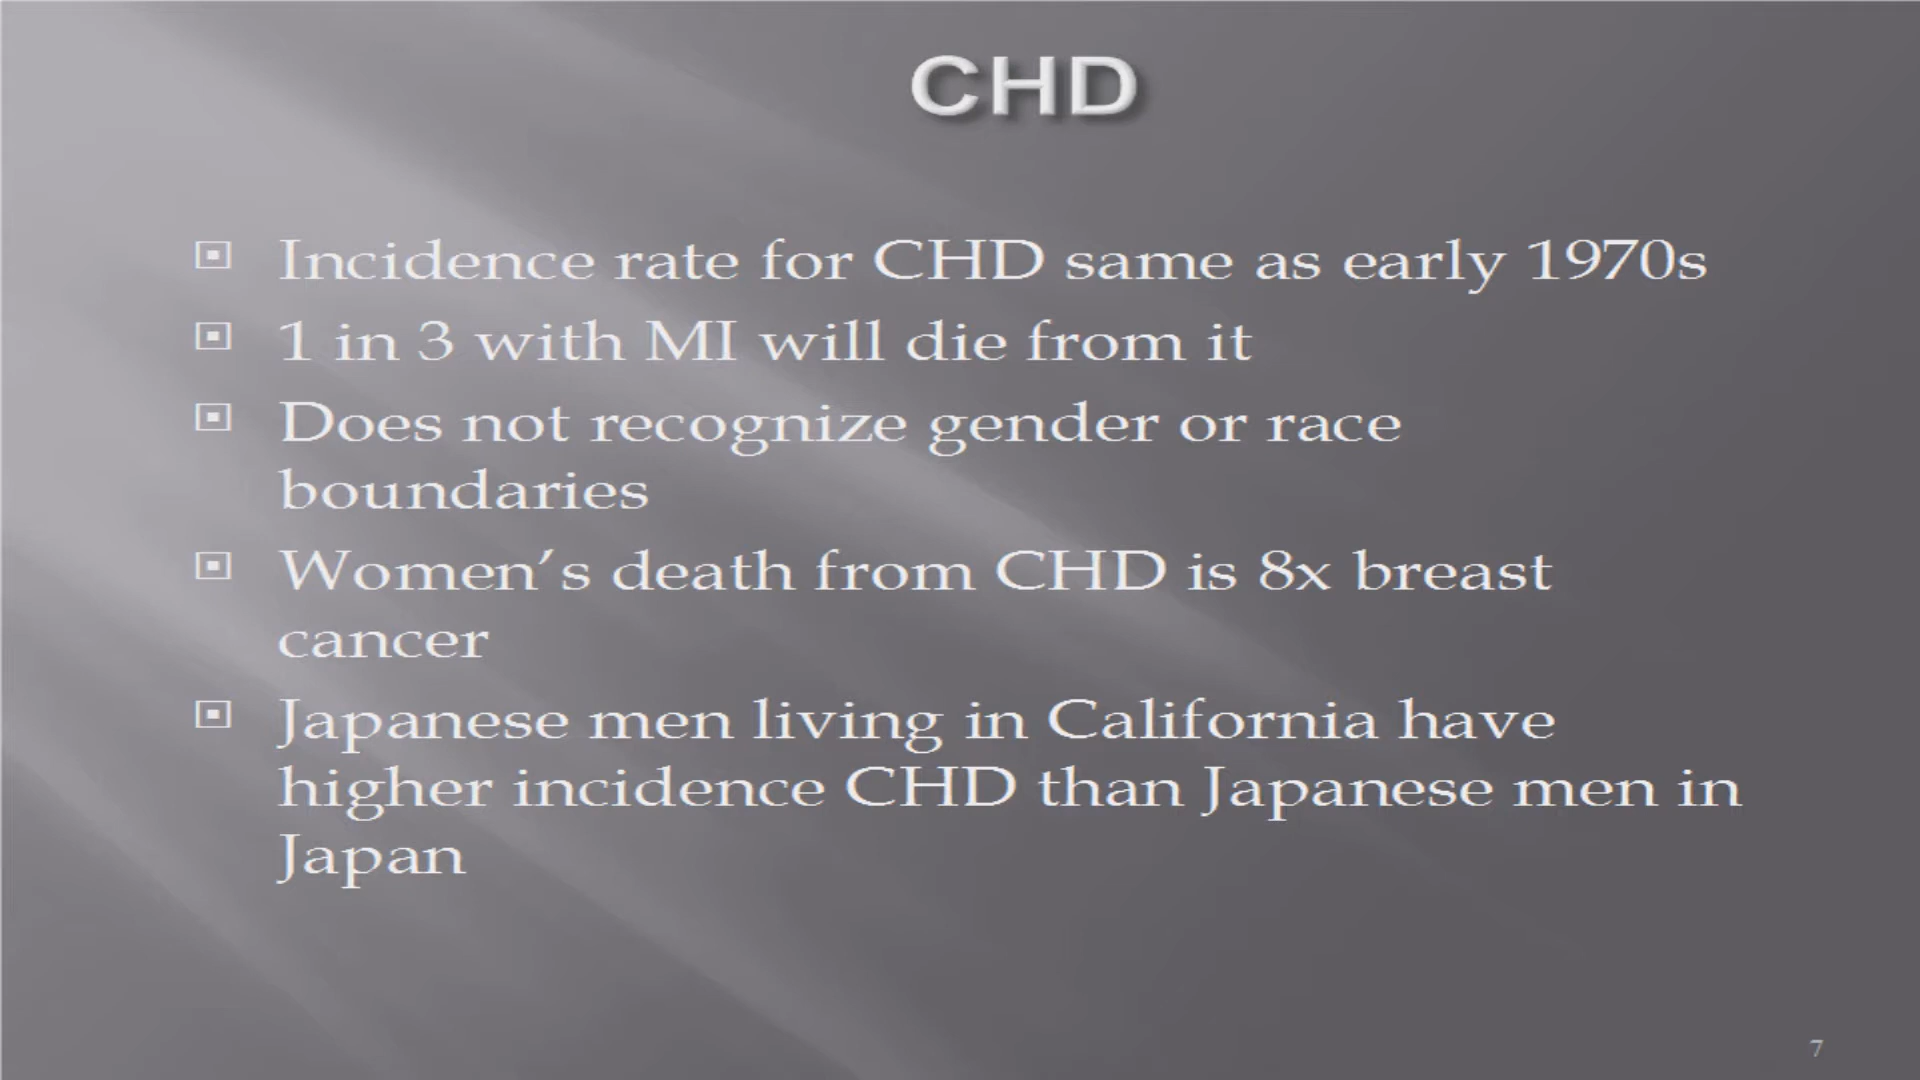 CHD
Incidence rate for CHD same as early 1970s
1 in 3 with MI will die from it
Does not recognize gender or race
boundaries
Women's death from CHD is 8x breast
cancer
Japanese men living in California have
higher incidence CHD than Japanese men in
Japan
7